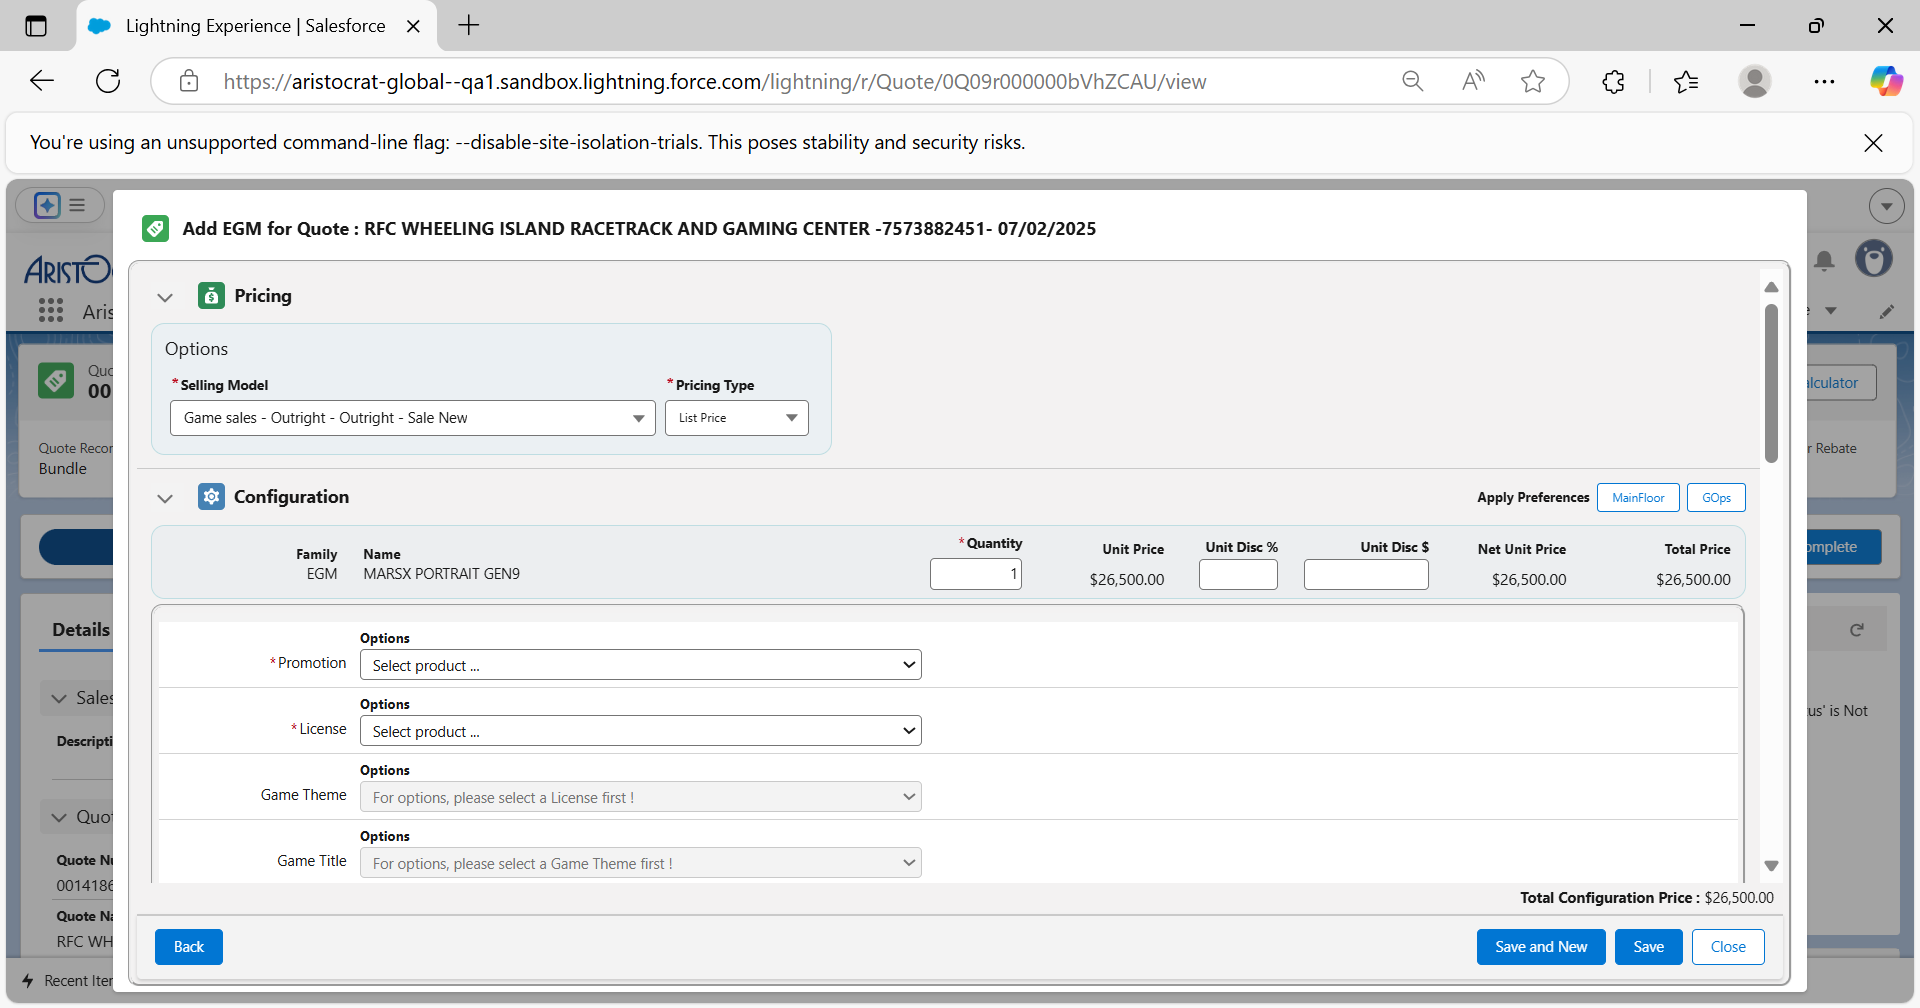 Lightning Experience | Salesforce
https://aristocrat-global--qa1.sandbox.lightning.force.com/lightning/r/Quote/0Q09r000000bVhZCAU/view
You're using an unsupported command-line flag: --disable-site-isolation-trials. This poses stability and security risks.
Add EGM for Quote : RFC WHEELING ISLAND RACETRACK AND GAMING CENTER -7573882451- 07/02/2025
Pricing
Options
*Selling Model
*Pricing Type
Game sales - Outright - Outright - Sale New
List Price
Configuration
Apply Preferences
MainFloor
GOps
Family
EGM
Name
MARSX PORTRAIT GEN9
*Quantity
1
Unit Price
$26,500.00
Unit Disc %
Unit Disc $
Net Unit Price
$26,500.00
Total Price
$26,500.00
Options
*Promotion
Select product ...
Options
*License
Select product ...
Options
Game Theme
For options, please select a License first !
Options
Game Title
For options, please select a Game Theme first !
Total Configuration Price : $26,500.00
Back
Save and New
Save
Close
ARISTOC
Aris
Quo
00
Quote Recor
Bundle
Details
Sales
Descripti
Quot
Quote Nu
0014186
Quote Na
RFC WH
Recent Iter
alculator
r Rebate
omplete
us' is Not